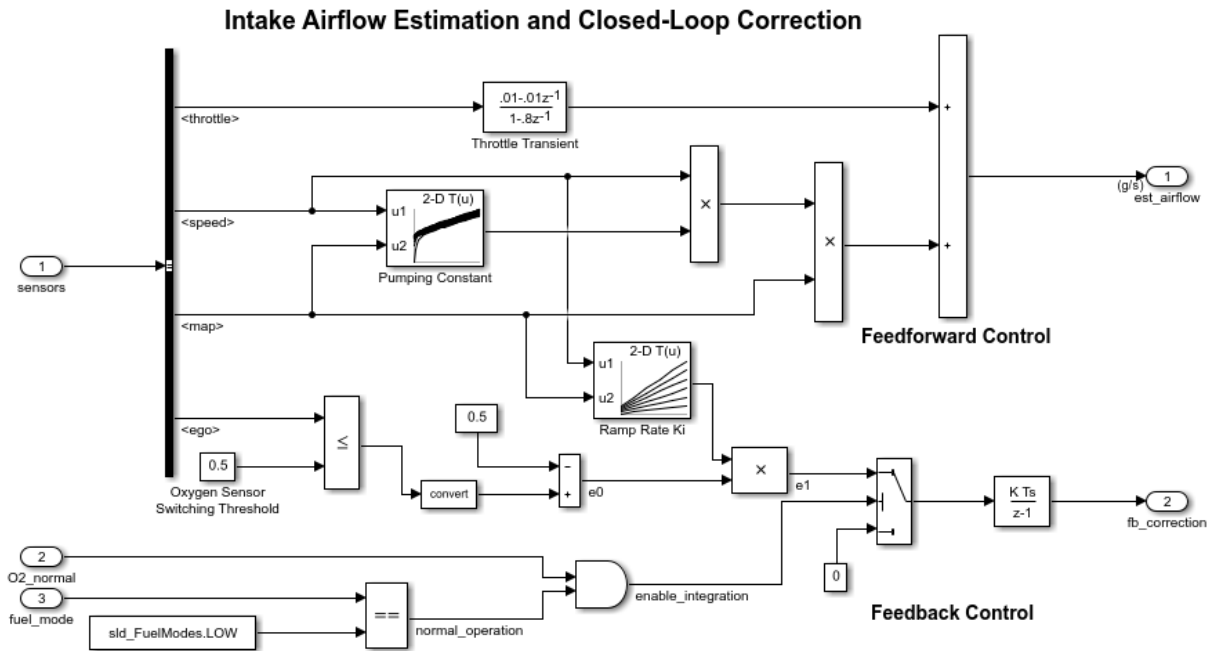 Intake Airflow Estimation and Closed-Loop Correction
.01-.01z-1
1-.8z-1
Throttle Transient
<throttle>
+
(g/s)
1
est_airflow
2-D T(u)
u1
u2
Pumping Constant
<speed>
×
×
+
1
sensors
=
<map>
Feedforward Control
2-D T(u)
u1
u2
Ramp Rate Ki
<ego>
≤
0.5
0.5
Oxygen Sensor
Switching Threshold
convert
−
+
e0
×
e1
K Ts
z-1
2
fb_correction
2
O2_normal
3
fuel_mode
sld_FuelModes.LOW
==
normal_operation
enable_integration
0
Feedback Control